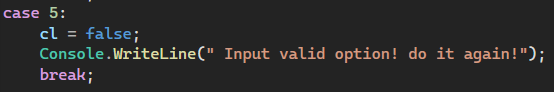 case 5:
cl = false;
Console.WriteLine(" Input valid option! do it again!");
break;